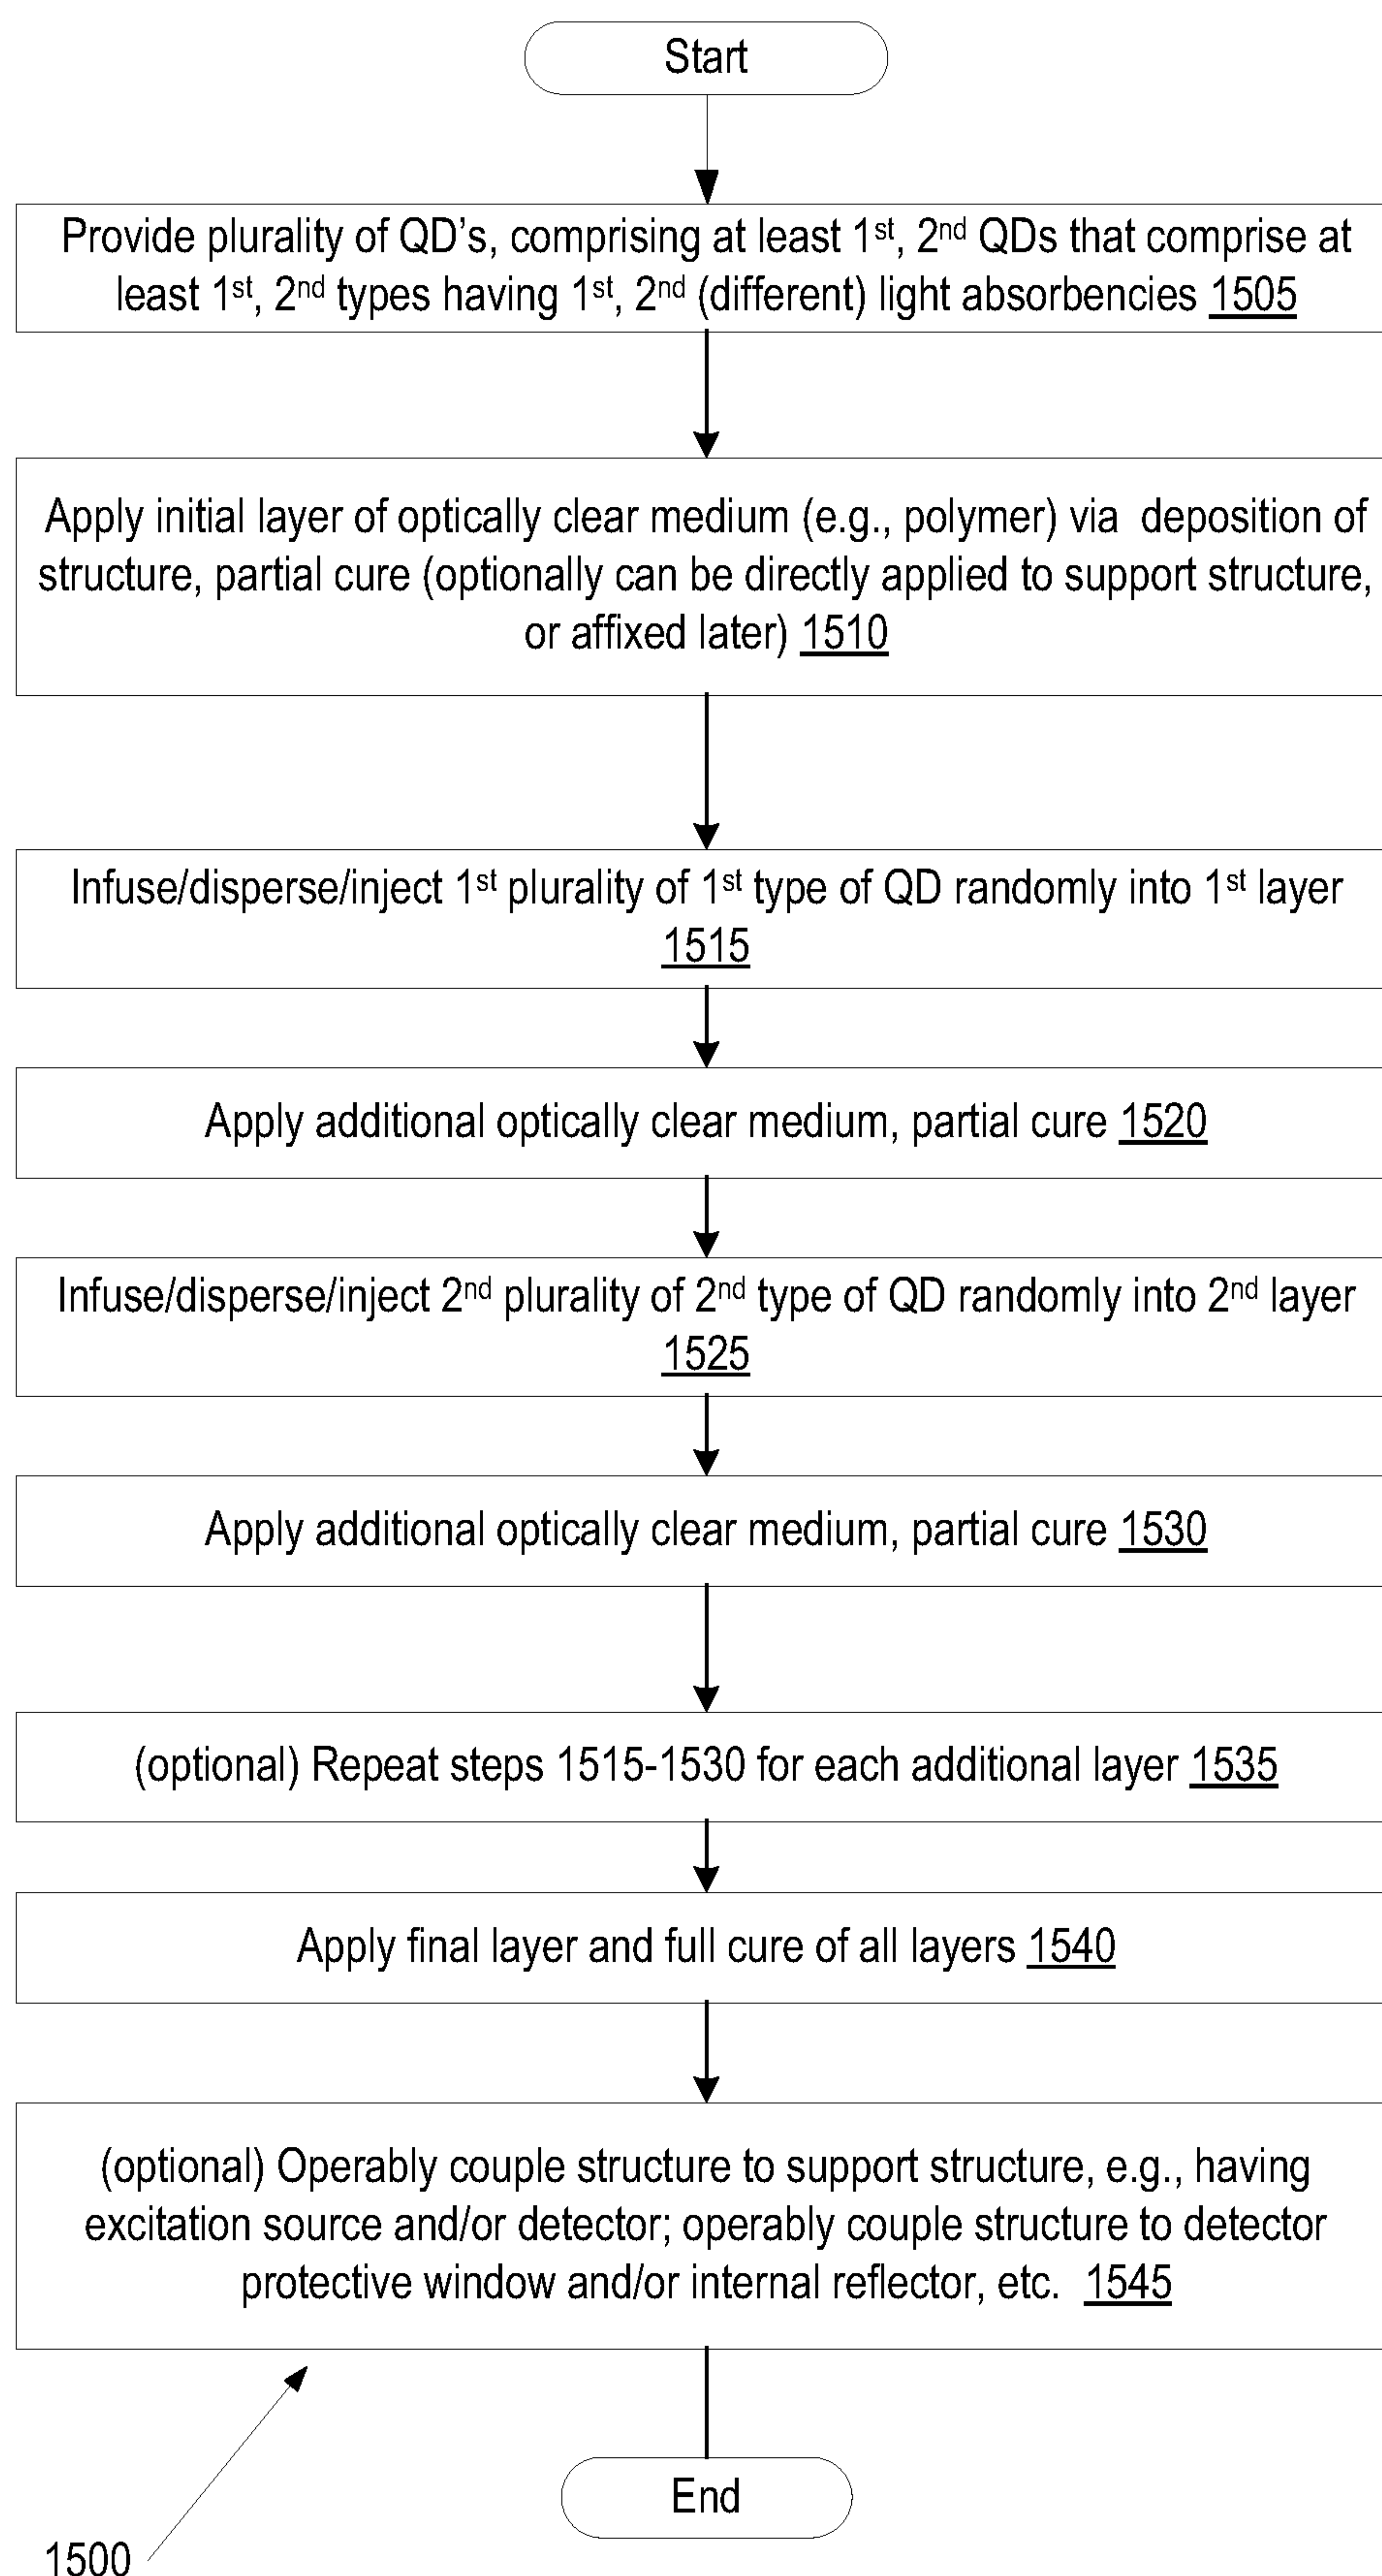 Start
Provide plurality of QD’s, comprising at least 1st, 2nd QDs that comprise at
least 1st, 2nd types having 1st, 2nd (different) light absorbencies 1505
Apply initial layer of optically clear medium (e.g., polymer) via deposition of
structure, partial cure (optionally can be directly applied to support structure,
or affixed later) 1510
Infuse/disperse/inject 1st plurality of 1st type of QD randomly into 1st layer
1515
Apply additional optically clear medium, partial cure 1520
Infuse/disperse/inject 2nd plurality of 2nd type of QD randomly into 2nd layer
1525
Apply additional optically clear medium, partial cure 1530
(optional) Repeat steps 1515-1530 for each additional layer 1535
Apply final layer and full cure of all layers 1540
(optional) Operably couple structure to support structure, e.g., having
excitation source and/or detector; operably couple structure to detector
protective window and/or internal reflector, etc. 1545
End
1500